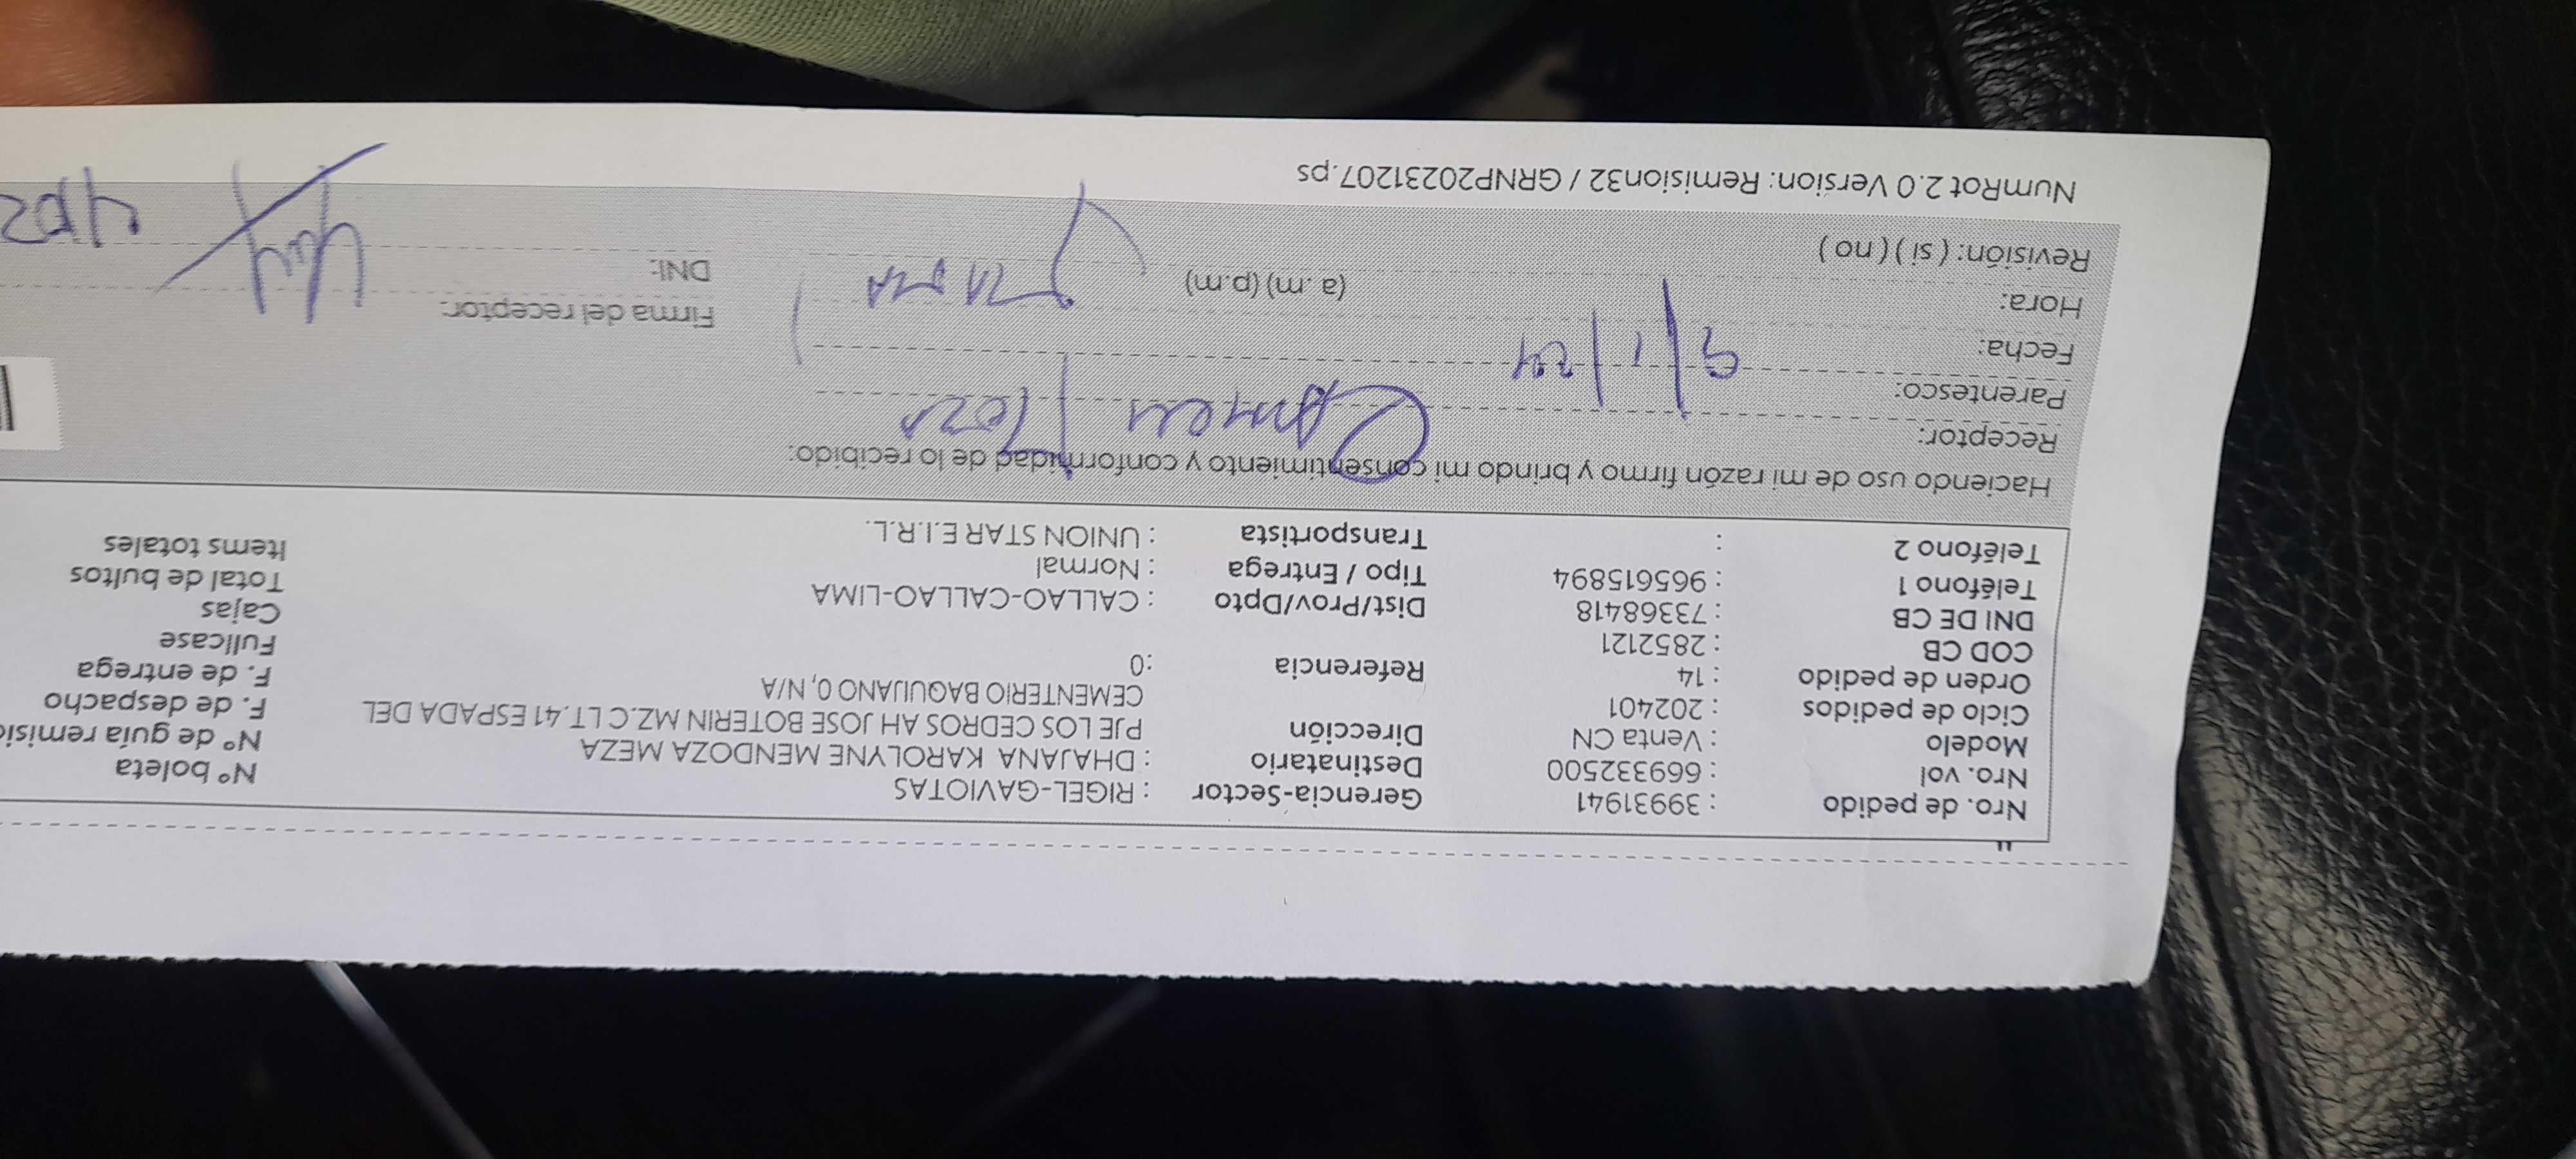 Nro. de pedido : 39931941 Gerencia-Sector : RIGEL-GAVIOTAS Nº boleta
Nro. vol : 669332500 Destinatario : DHAJANA KAROLYNE MENDOZA MEZA Nº de guía remisi
Modelo : Venta CN Dirección PJE LOS CEDROS AH JOSE BOTERIN MZ.C LT.41 ESPADA DEL F. de despacho
Ciclo de pedidos : 202401 CEMENTERIO BAQUIJANO 0, N/A F. de entrega
Orden de pedido : 14 Referencia :0 Fullcase
COD CB : 2852121 Cajas
DNI DE CB : 73368418 Dist/Prov/Dpto : CALLAO-CALLAO-LIMA Total de bultos
Teléfono 1 : 965615894 Tipo / Entrega : Normal Items totales
Teléfono 2 : Transportista : UNION STAR E.I.R.L.
Haciendo uso de mi razón firmo y brindo mi consentimiento y conformidad de lo recibido:
Receptor: Carmen
Parentesco:
Fecha: 9/1/24
Hora: (a .m) (p.m) Firma del receptor:
Revisión: ( si ) ( no ) DNI:
NumRot 2.0 Version: Remision32 / GRNP20231207.ps